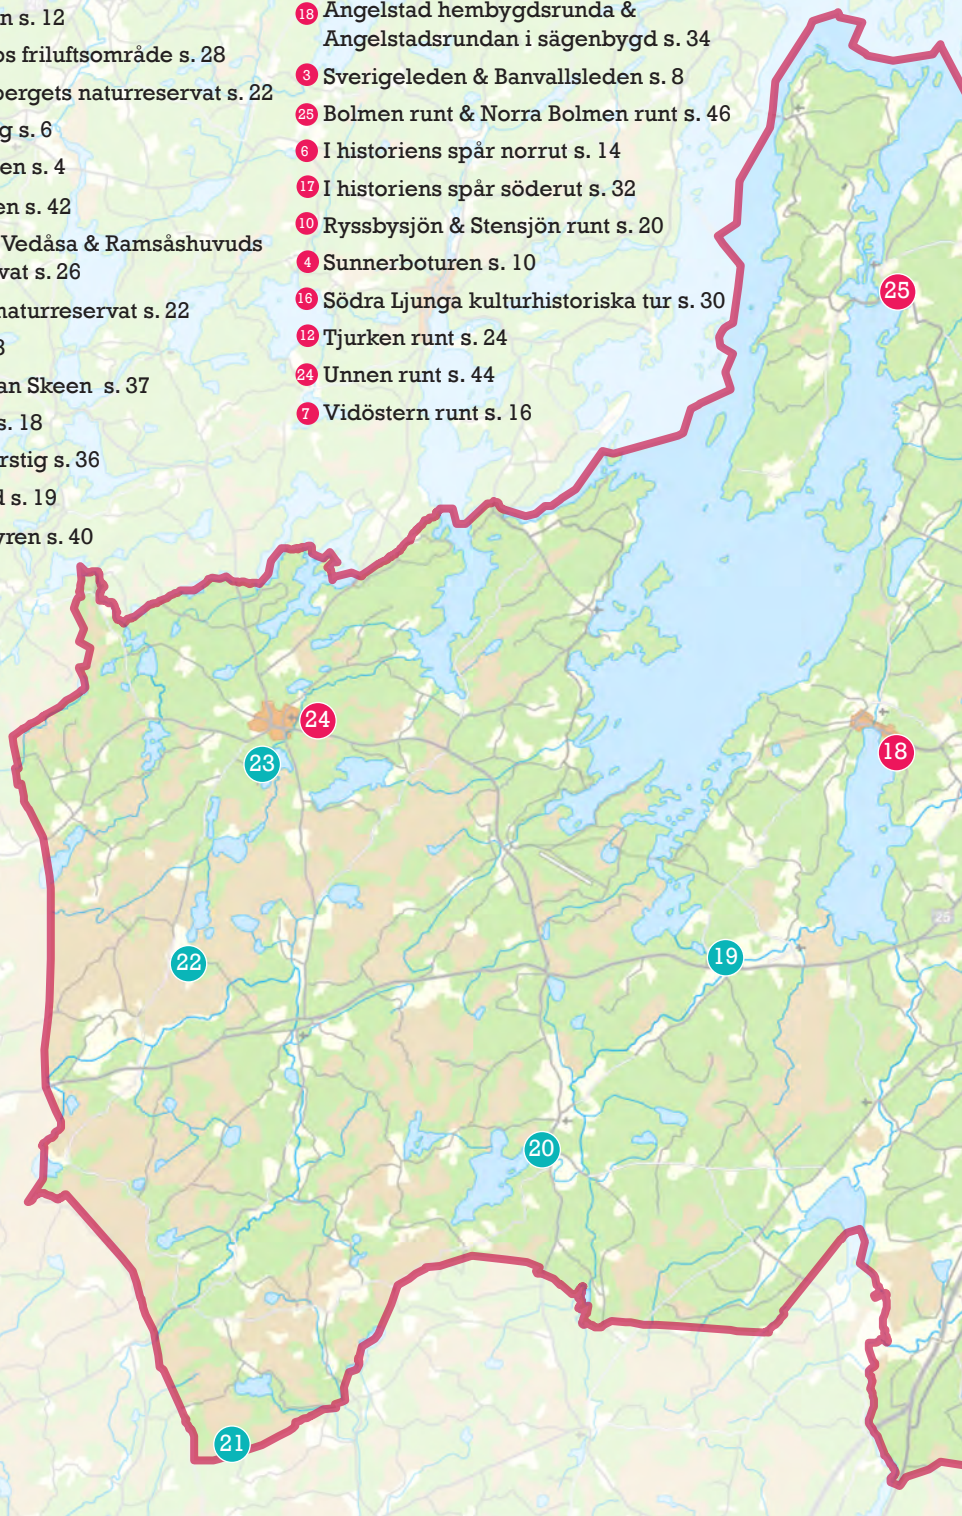 n s. 12
s friluftsområde s. 28
bergets naturreservat s. 22
g s. 6
en s. 4
en s. 42
Vedåsa & Ramsåshuvuds
vat s. 26
naturreservat s. 22
3
an Skeen s. 37
s. 18
rstig s. 36
d s. 19
yren s. 40
18 Angelstad hembygdsrunda &
Angelstadsrundan i sägenbygd s. 34
3 Sverigeleden & Banvallsleden s. 8
25 Bolmen runt & Norra Bolmen runt s. 46
6 I historiens spår norrut s. 14
17 I historiens spår söderut s. 32
10 Ryssbysjön & Stensjön runt s. 20
4 Sunnerboturen s. 10
16 Södra Ljunga kulturhistoriska tur s. 30
12 Tjurken runt s. 24
24 Unnen runt s. 44
7 Vidöstern runt s. 16
25
24
23
18
25
19
22
20
21